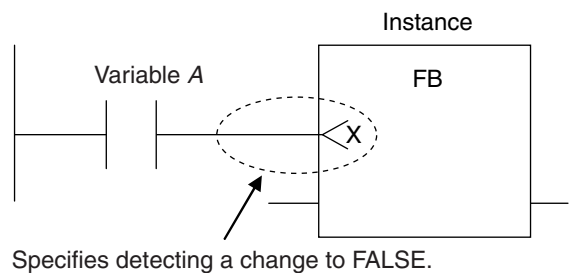 Instance
Variable A
FB
X
Specifies detecting a change to FALSE.